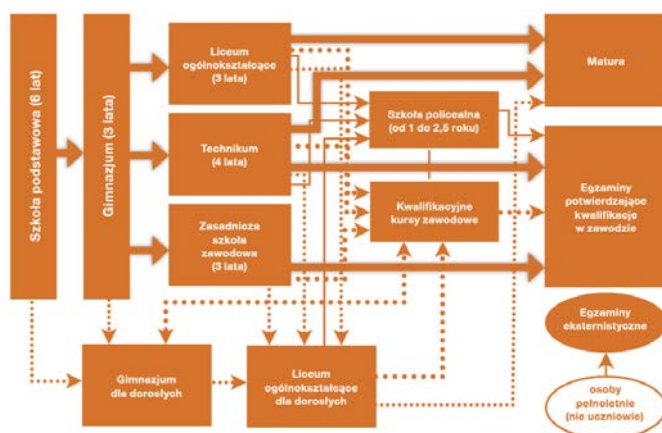 Szkoła podstawowa (6 lat)
Gimnazjum (3 lata)
Liceum
ogólnokształcące
(3 lata)
Technikum
(4 lata)
Zasadnicza
szkoła
zawodowa
(3 lata)
Szkoła policealna
(od 1 do 2,5 roku)
Kwalifikacyjne
kursy zawodowe
Matura
Egzaminy
potwierdzające
kwalifikacje
w zawodzie
Egzaminy
eksternistyczne
osoby
pełnoletnie
(nie uczniowie)
Gimnazjum
dla dorosłych
Liceum
ogólnokształcące
dla dorosłych